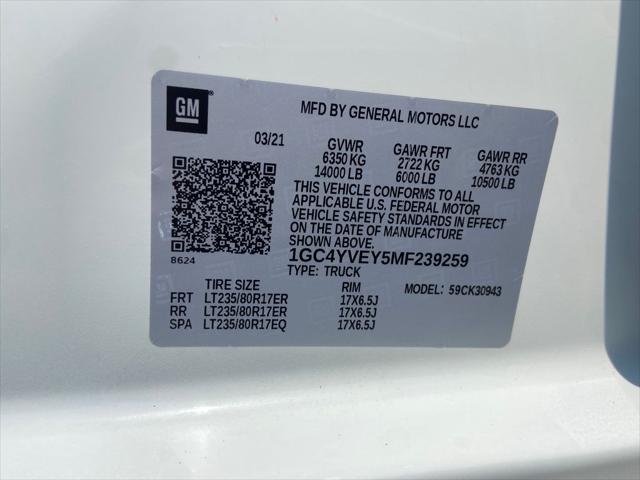 GM
MFD BY GENERAL MOTORS LLC
03/21 GVWR GAWR FRT GAWR RR
6350 KG 2722 KG 4763 KG
14000 LB 6000 LB 10500 LB
THIS VEHICLE CONFORMS TO ALL
APPLICABLE U.S. FEDERAL MOTOR
VEHICLE SAFETY STANDARDS IN EFFECT
ON THE DATE OF MANUFACTURE
SHOWN ABOVE.
8624
1GC4YVEY5MF239259
TYPE: TRUCK
TIRE SIZE RIM MODEL: 59CK30943
FRT LT235/80R17ER 17X6.5J
RR LT235/80R17ER 17X6.5J
SPA LT235/80R17EQ 17X6.5J